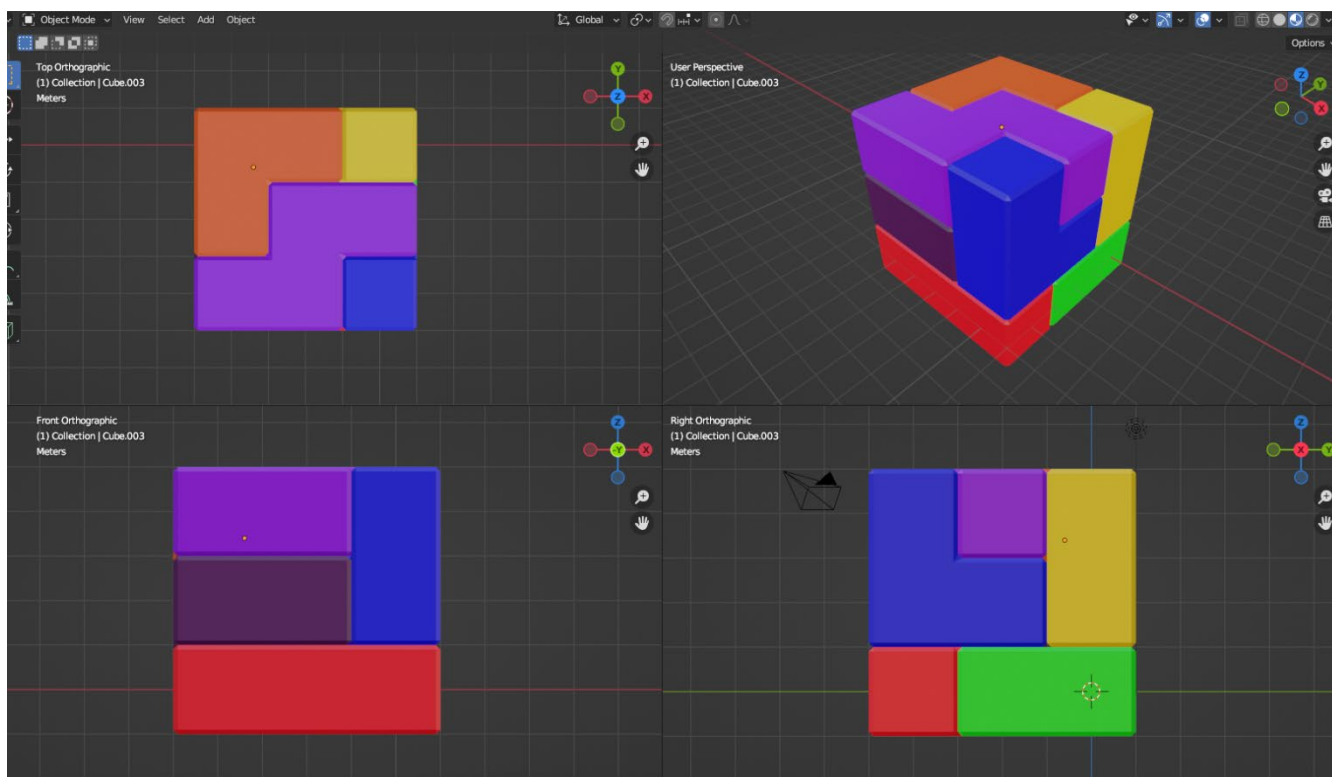 Object Mode View Select Add Object Global
Options
Top Orthographic
(1) Collection | Cube.003
Meters
Y
Z
X
User Perspective
(1) Collection | Cube.003
Z
Y
X
Front Orthographic
(1) Collection | Cube.003
Meters
Z
-Y
X
Right Orthographic
(1) Collection | Cube.003
Meters
Z
X
Y